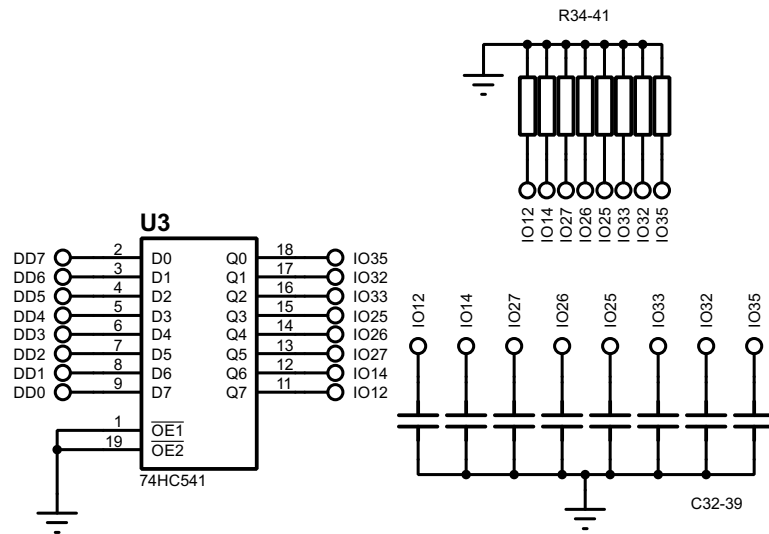 R34-41
IO12 IO14 IO27 IO26 IO25 IO33 IO32 IO35
U3
DD7 2 D0 Q0 18 IO35
DD6 3 D1 Q1 17 IO32
DD5 4 D2 Q2 16 IO33
DD4 5 D3 Q3 15 IO25
DD3 6 D4 Q4 14 IO26
DD2 7 D5 Q5 13 IO27
DD1 8 D6 Q6 12 IO14
DD0 9 D7 Q7 11 IO12
1 OE1
19 OE2
74HC541
IO12 IO14 IO27 IO26 IO25 IO33 IO32 IO35
C32-39